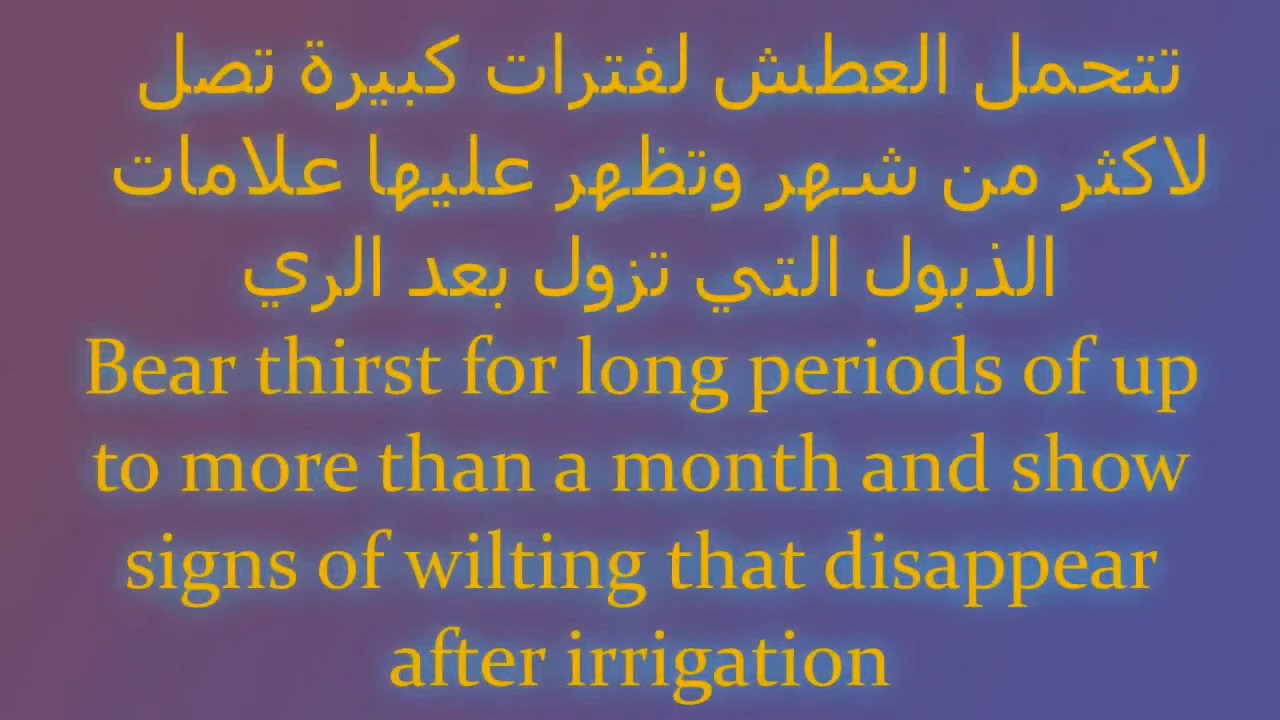 تتحمل العطش لفترات كبيرة تصل
لاكثر من شهر وتظهر عليها علامات
الذبول التي تزول بعد الري
Bear thirst for long periods of up
to more than a month and show
signs of wilting that disappear
after irrigation